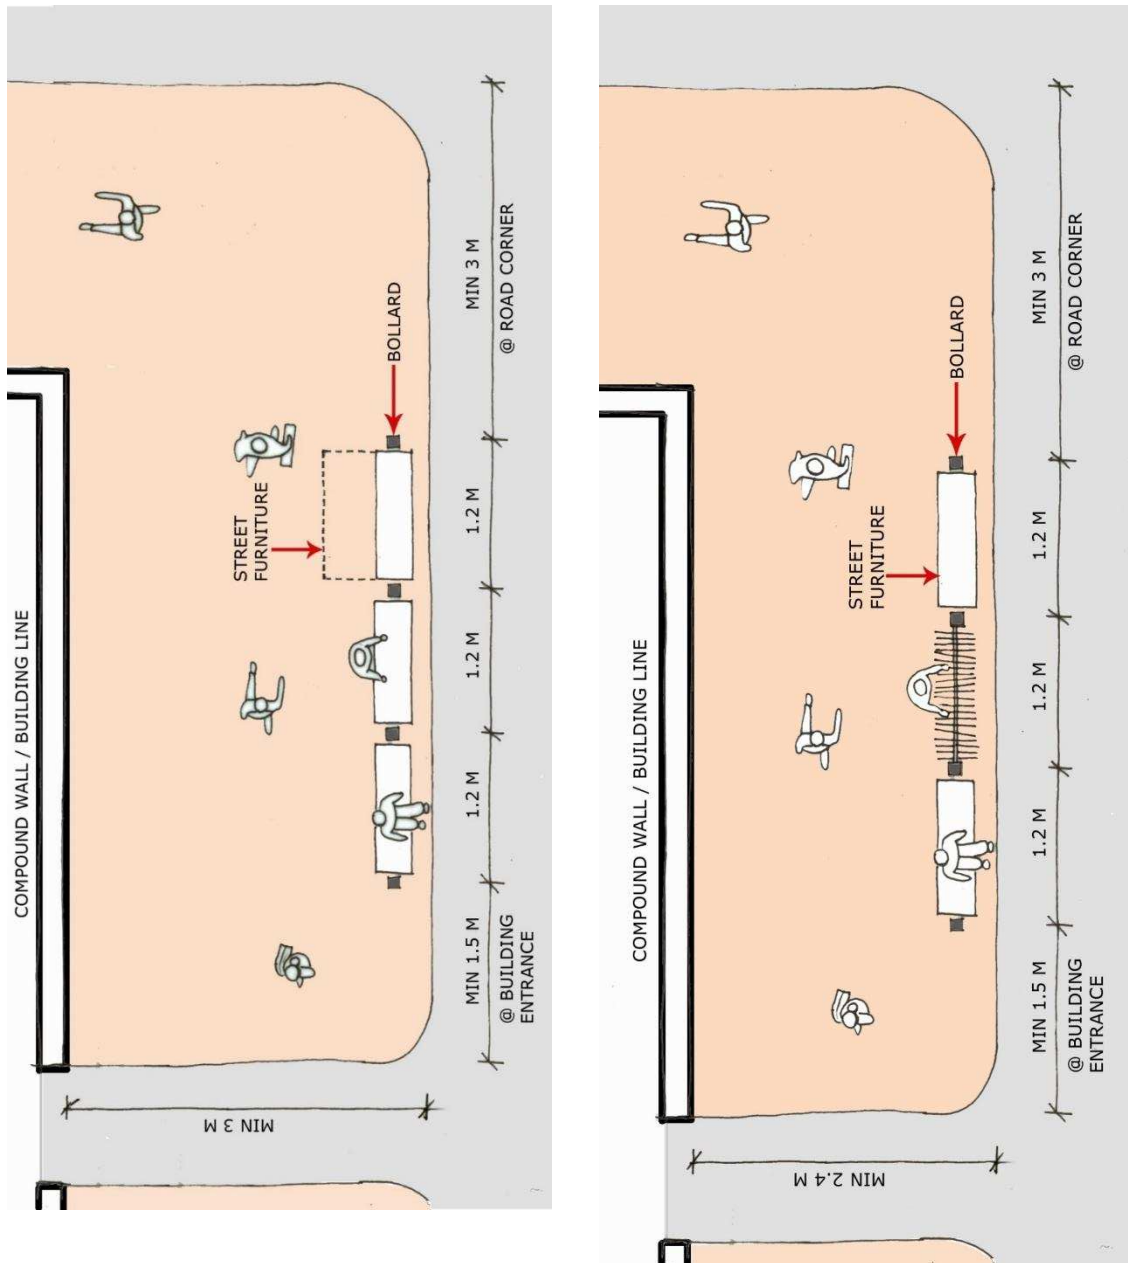 COMPOUND WALL / BUILDING LINE
STREET
FURNITURE
BOLLARD
MIN 3 M
@ ROAD CORNER
1.2 M
1.2 M
1.2 M
MIN 1.5 M
@ BUILDING
ENTRANCE
MIN 3 M
COMPOUND WALL / BUILDING LINE
STREET
FURNITURE
BOLLARD
MIN 3 M
@ ROAD CORNER
1.2 M
1.2 M
1.2 M
MIN 1.5 M
@ BUILDING
ENTRANCE
MIN 2.4 M